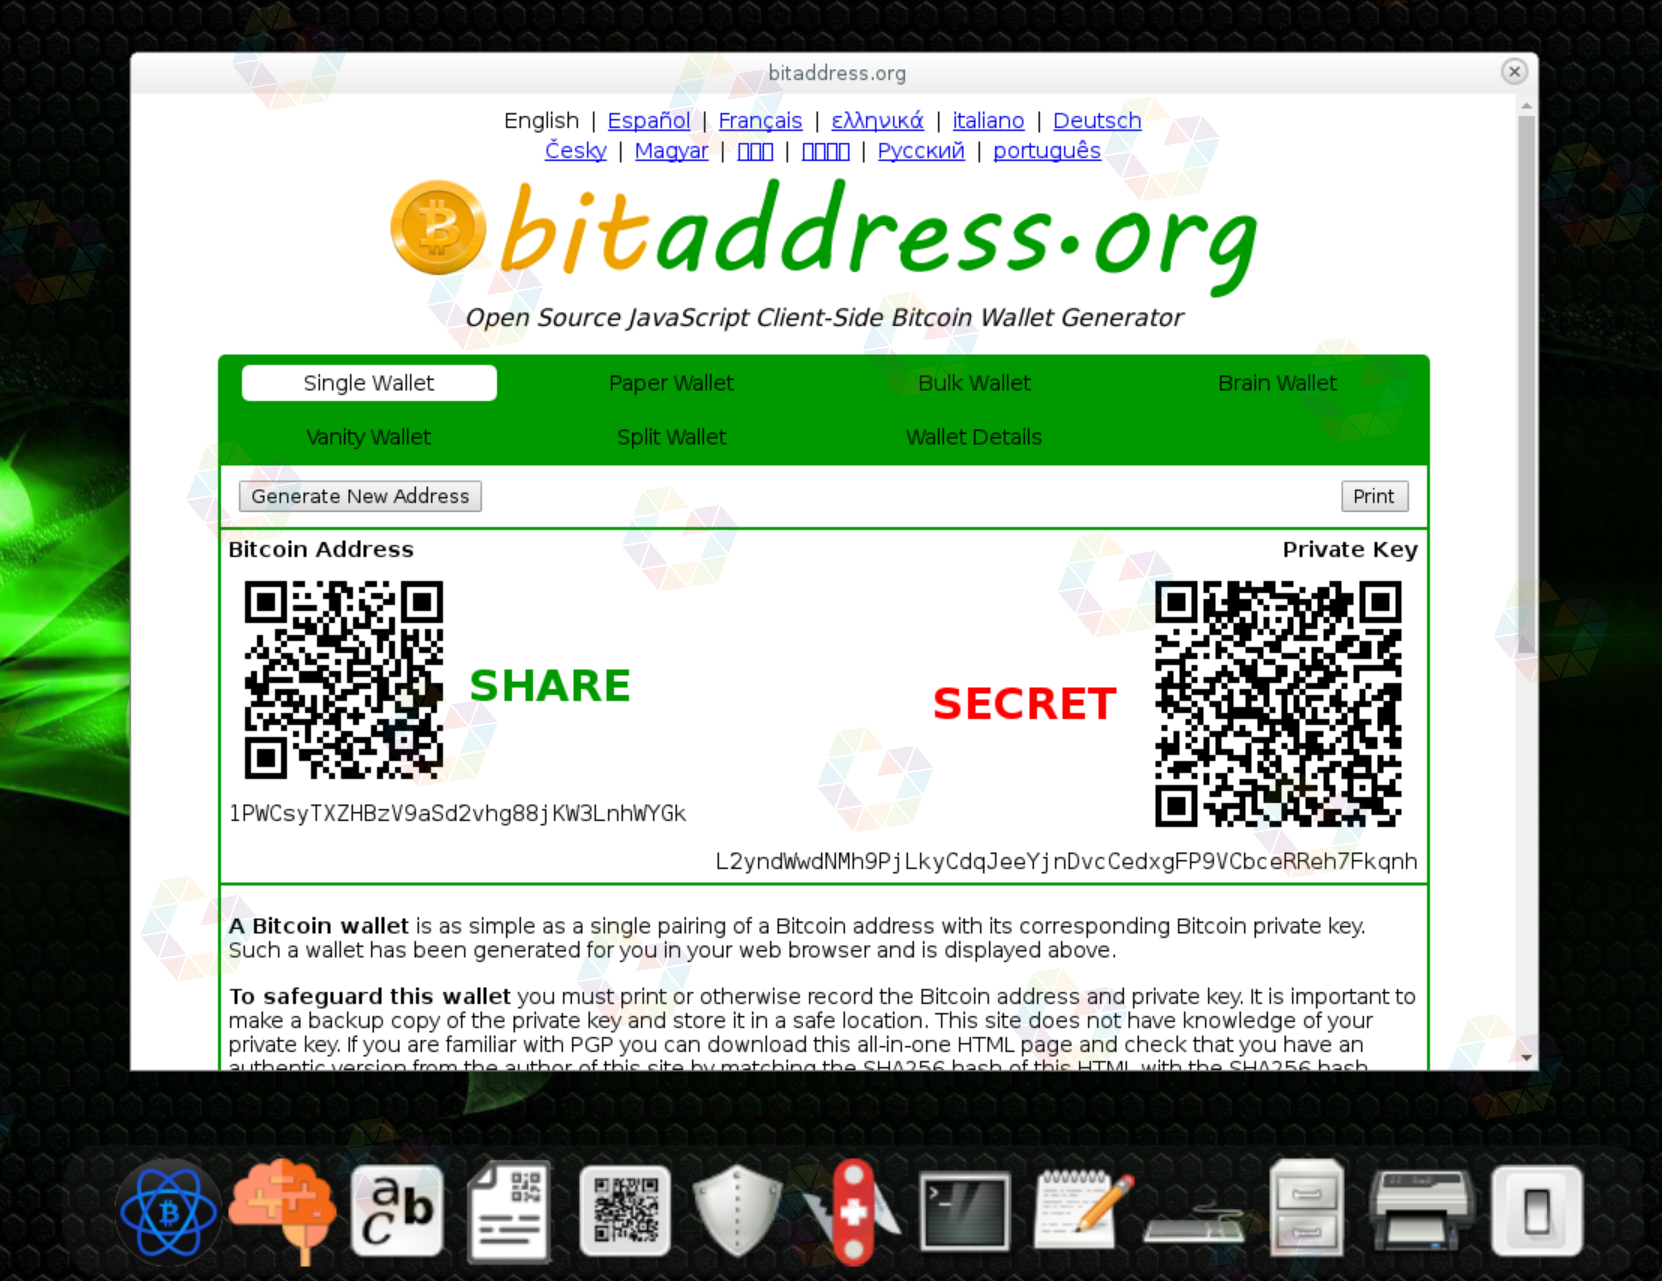 bitaddress.org
English | Español | Français | ελληνικά | italiano | Deutsch
Česky | Magyar | | | Русский | português
bitaddress.org
Open Source JavaScript Client-Side Bitcoin Wallet Generator
Single Wallet Paper Wallet Bulk Wallet Brain Wallet
Vanity Wallet Split Wallet Wallet Details
Generate New Address Print
Bitcoin Address Private Key
SHARE
SECRET
1PWCsyTXZHBzV9aSd2vhg88jKW3LnhWYGk
L2yndWwdNMh9PjLkyCdqJeeYjnDvcCedxgFP9VCbceRReh7Fkqnh
A Bitcoin wallet is as simple as a single pairing of a Bitcoin address with its corresponding Bitcoin private key.
Such a wallet has been generated for you in your web browser and is displayed above.
To safeguard this wallet you must print or otherwise record the Bitcoin address and private key. It is important to
make a backup copy of the private key and store it in a safe location. This site does not have knowledge of your
private key. If you are familiar with PGP you can download this all-in-one HTML page and check that you have an
authentic version from the author of this site by matching the SHA256 hash of this HTML with the SHA256 hash
ab
c